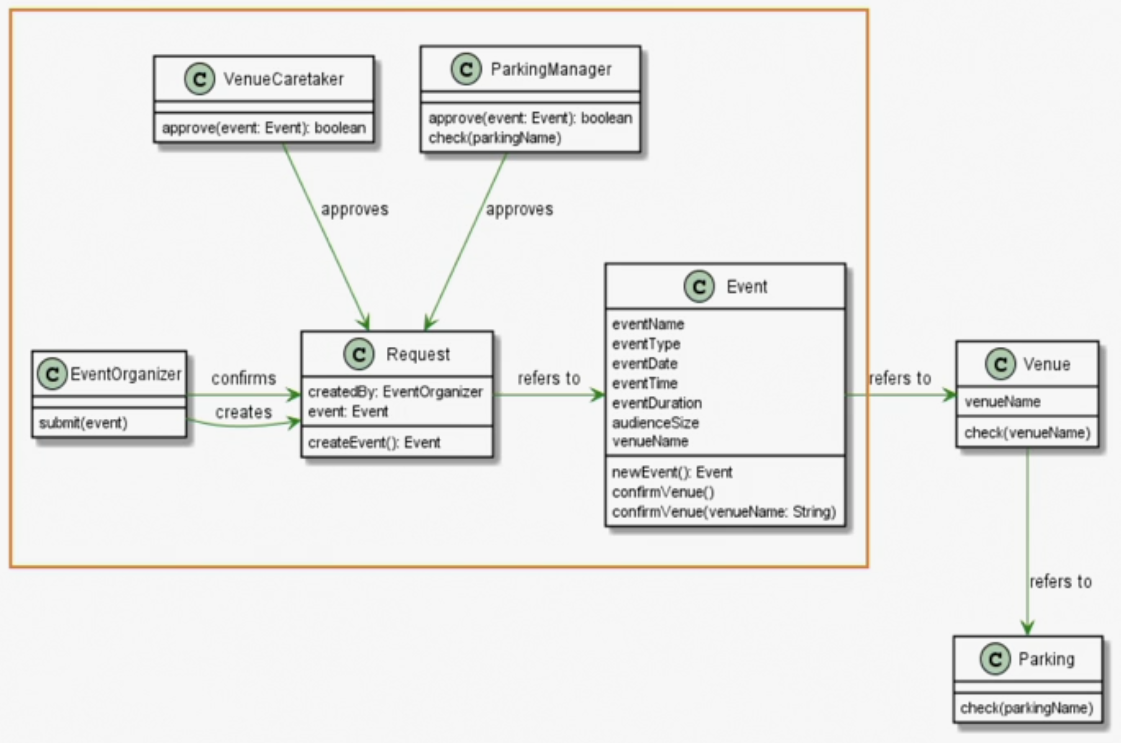 C VenueCaretaker
approve(event: Event): boolean
C ParkingManager
approve(event: Event): boolean
check(parkingName)
approves
approves
C EventOrganizer
submit(event)
confirms
creates
C Request
createdBy: EventOrganizer
event: Event
createEvent(): Event
refers to
C Event
eventName
eventType
eventDate
eventTime
eventDuration
audienceSize
venueName
newEvent(): Event
confirmVenue()
confirmVenue(venueName: String)
refers to
C Venue
venueName
check(venueName)
refers to
C Parking
check(parkingName)